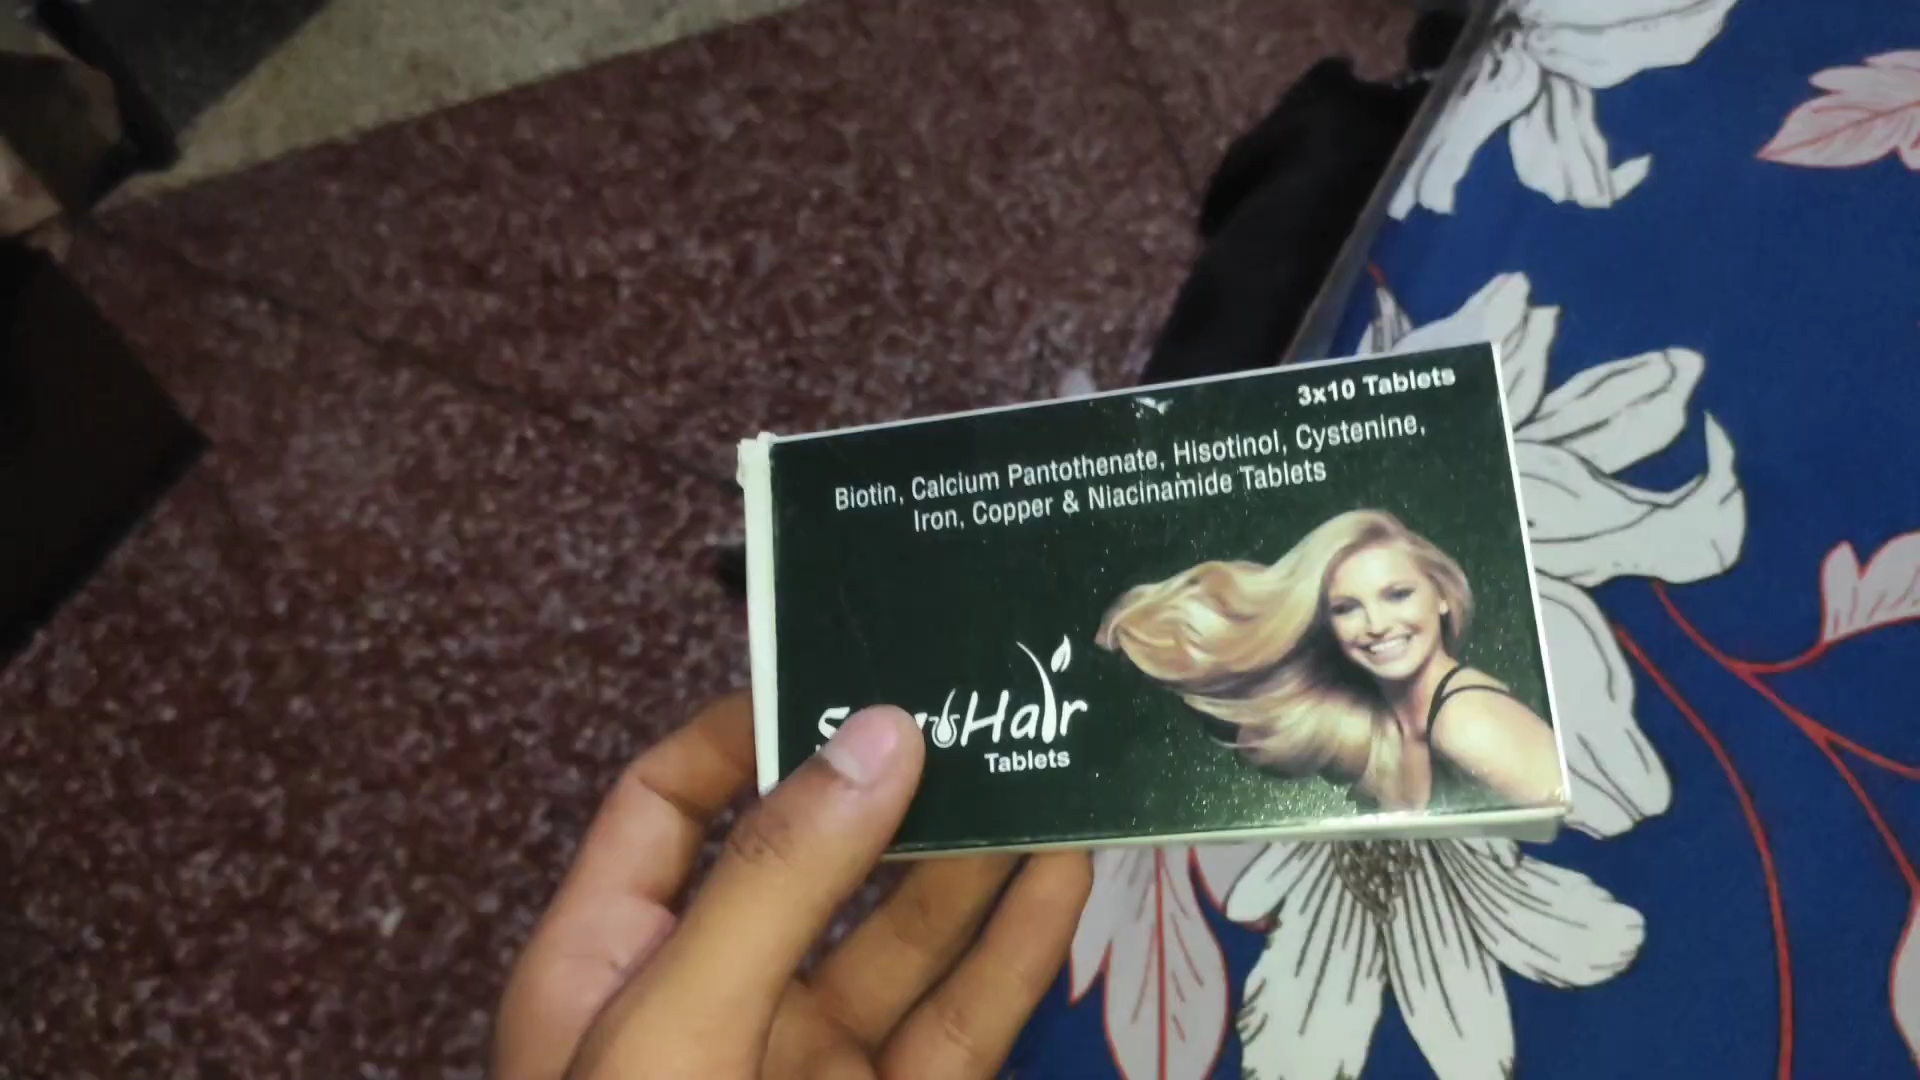 3x10 Tablets
Biotin, Calcium Pantothenate, Hisotinol, Cystenine,
Iron, Copper & Niacinamide Tablets
Hair
Tablets